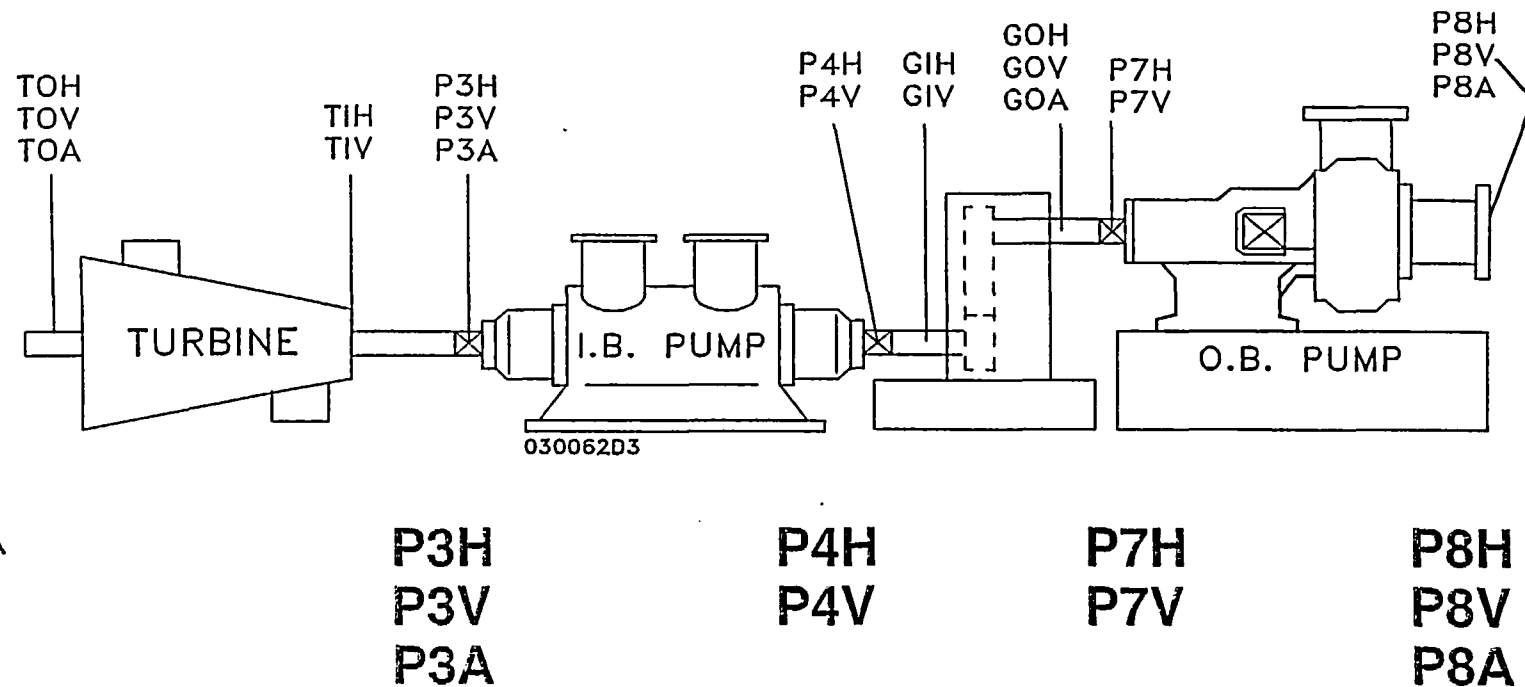 TOH
TOV
TOA
TIH
TIV
P3H
P3V
P3A
P4H
P4V
GIH
GIV
GOH
GOV
GOA
P7H
P7V
P8H
P8V
P8A
TURBINE
I.B. PUMP
O.B. PUMP
030062D3
P3H
P3V
P3A
P4H
P4V
P7H
P7V
P8H
P8V
P8A